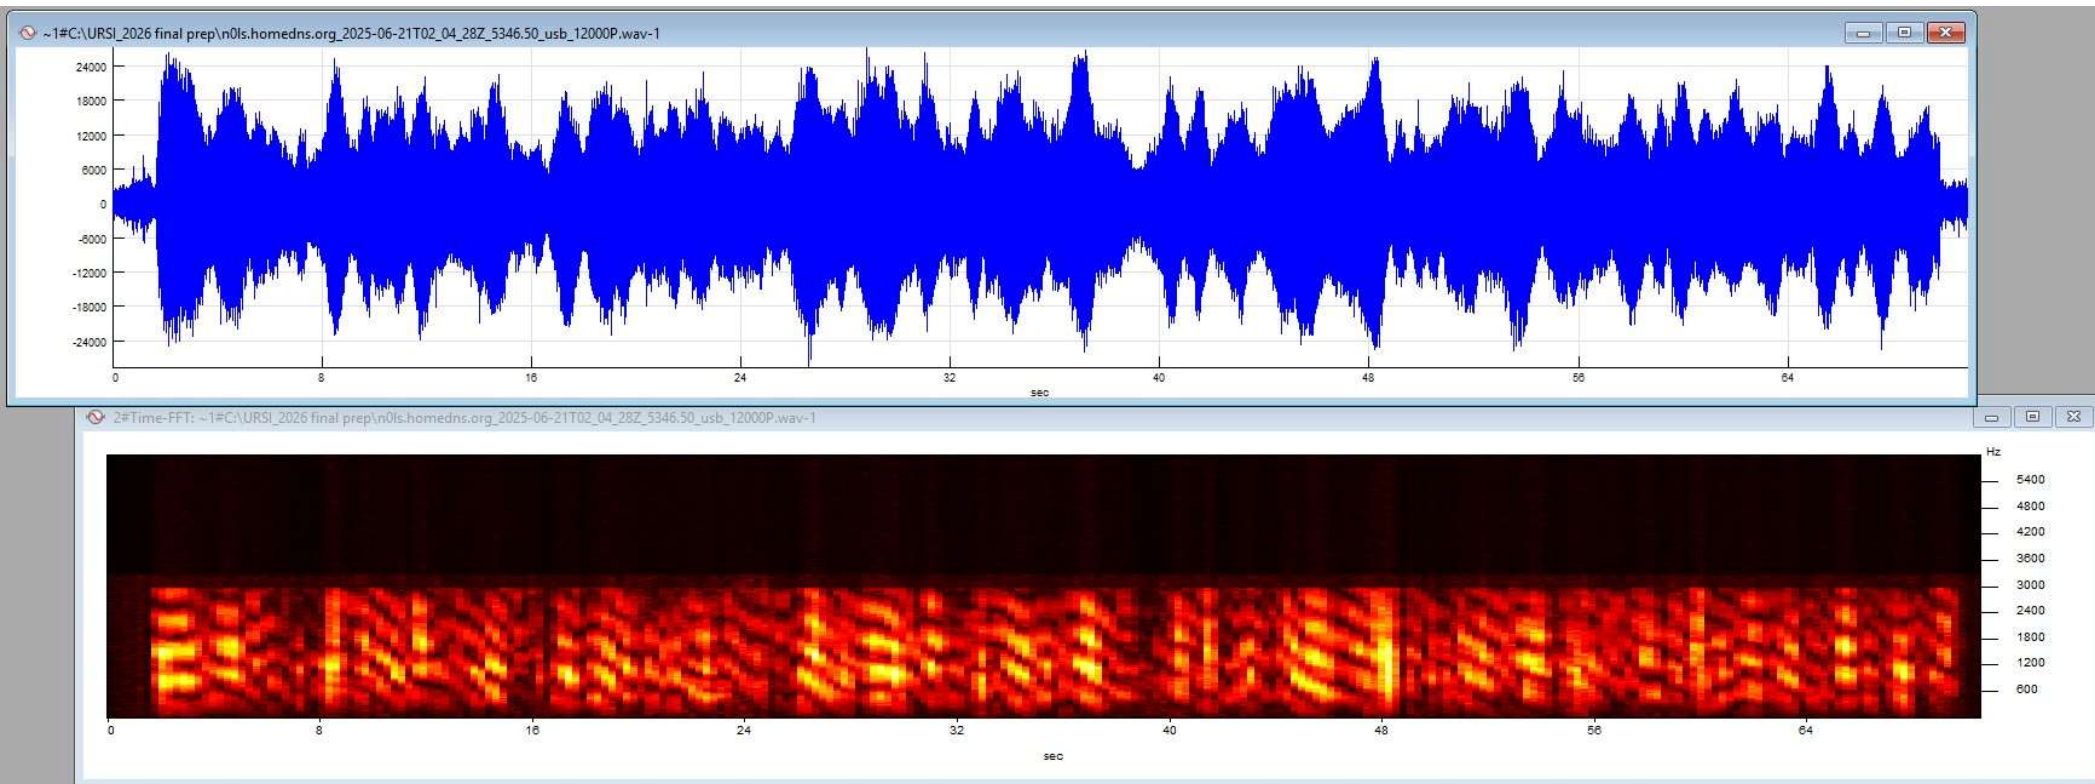 ~1#C:\URSI_2026 final prep\n0ls.homedns.org_2025-06-21T02_04_28Z_5346.50_usb_12000P.wav-1
24000
18000
12000
6000
0
-6000
-12000
-18000
-24000
0 8 16 24 32 40 48 56 64
sec
2#Time-FFT: ~1#C:\URSI_2026 final prep\n0ls.homedns.org_2025-06-21T02_04_28Z_5346.50_usb_12000P.wav-1
Hz
5400
4800
4200
3600
3000
2400
1800
1200
600
0 8 16 24 32 40 48 56 64
sec